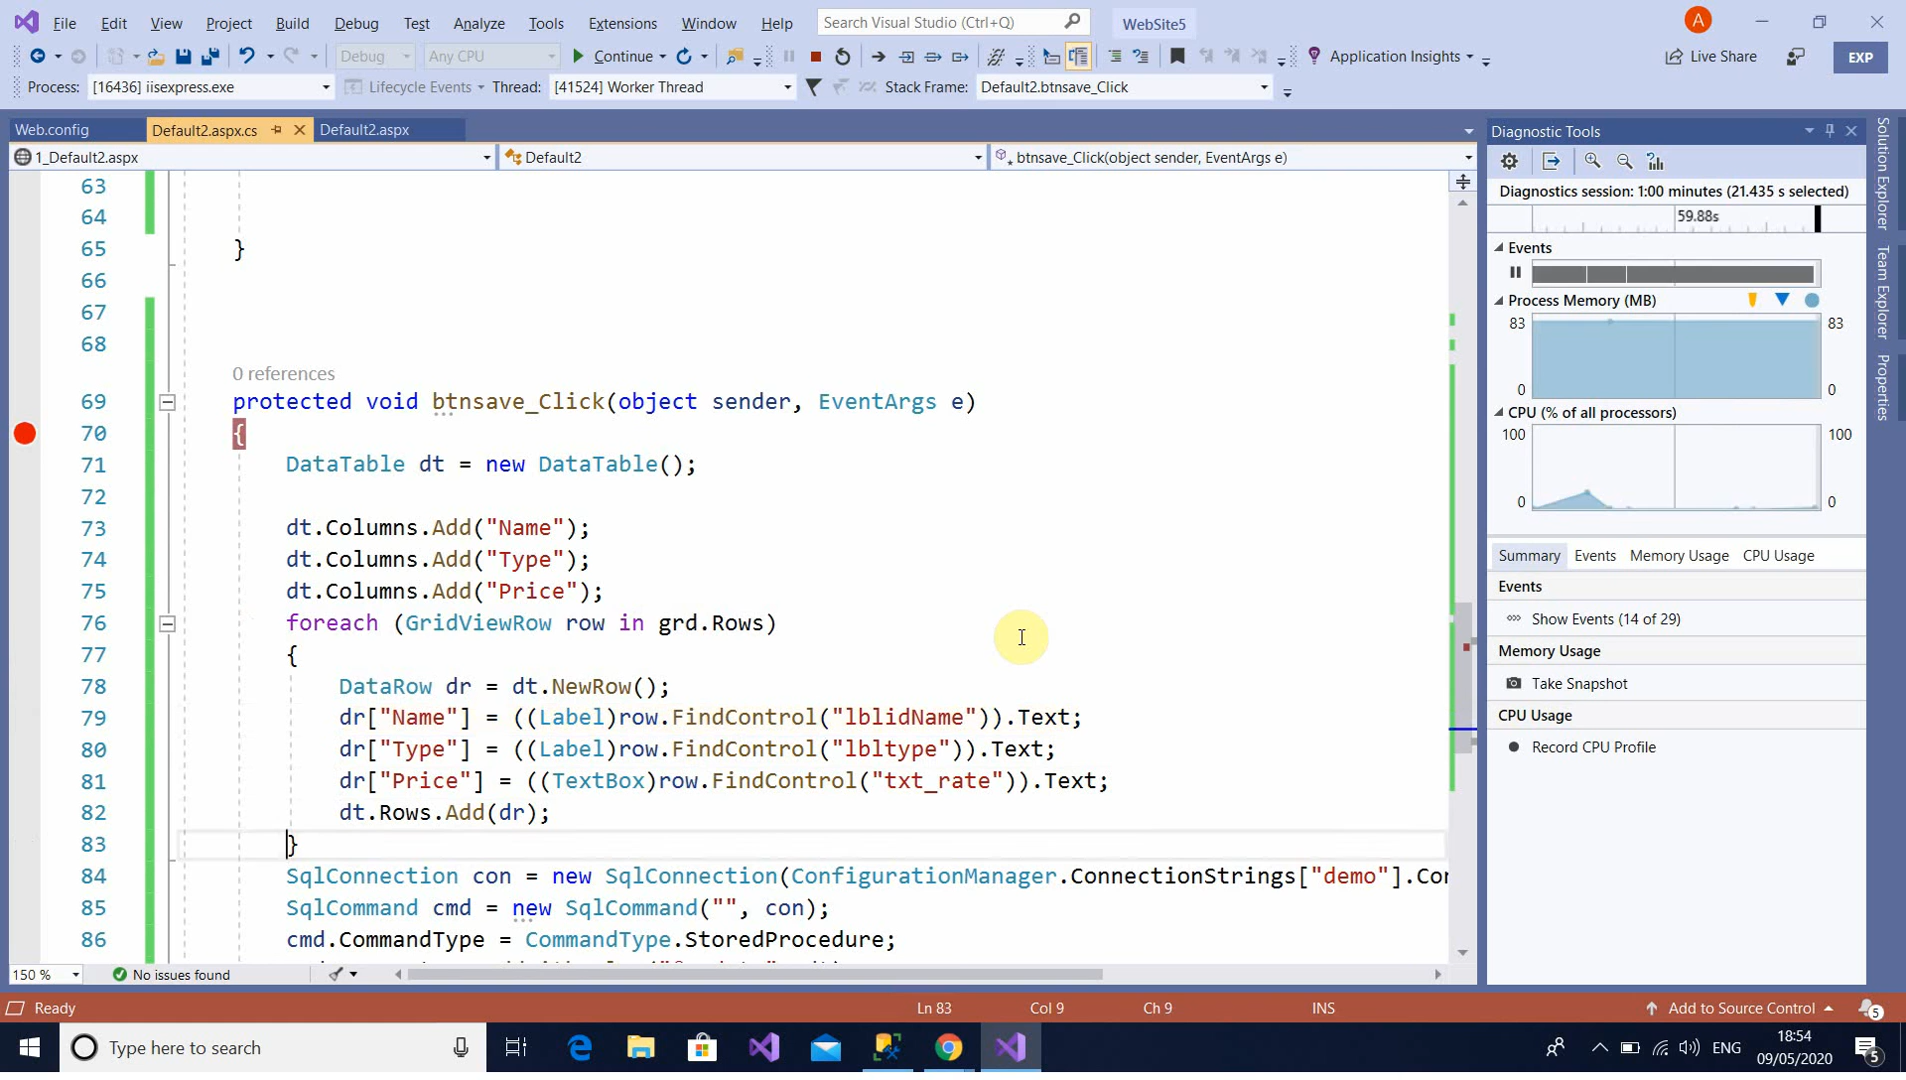 File Edit View Project Build Debug Test Analyze Tools Extensions Window Help Search Visual Studio (Ctrl+Q) WebSite5 A
Debug Any CPU Continue Application Insights Live Share EXP
Process: [16436] iisexpress.exe Lifecycle Events Thread: [41524] Worker Thread Stack Frame: Default2.btnsave_Click
Web.config Default2.aspx.cs Default2.aspx
1_Default2.aspx Default2 btnsave_Click(object sender, EventArgs e)
63
64
65 }
66
67
68
0 references
69 protected void btnsave_Click(object sender, EventArgs e)
70 {
71 DataTable dt = new DataTable();
72
73 dt.Columns.Add("Name");
74 dt.Columns.Add("Type");
75 dt.Columns.Add("Price");
76 foreach (GridViewRow row in grd.Rows)
77 {
78 DataRow dr = dt.NewRow();
79 dr["Name"] = ((Label)row.FindControl("lblidName")).Text;
80 dr["Type"] = ((Label)row.FindControl("lbltype")).Text;
81 dr["Price"] = ((TextBox)row.FindControl("txt_rate")).Text;
82 dt.Rows.Add(dr);
83 }
84 SqlConnection con = new SqlConnection(ConfigurationManager.ConnectionStrings["demo"].Con
85 SqlCommand cmd = new SqlCommand("", con);
86 cmd.CommandType = CommandType.StoredProcedure;
150 % No issues found
Diagnostic Tools
Diagnostics session: 1:00 minutes (21.435 s selected)
59.88s
Events
Process Memory (MB)
83 83
0 0
CPU (% of all processors)
100 100
0 0
Summary Events Memory Usage CPU Usage
Events
Show Events (14 of 29)
Memory Usage
Take Snapshot
CPU Usage
Record CPU Profile
Solution Explorer
Team Explorer
Properties
Ready Ln 83 Col 9 Ch 9 INS Add to Source Control 5
Type here to search ENG 18:54
09/05/2020 5